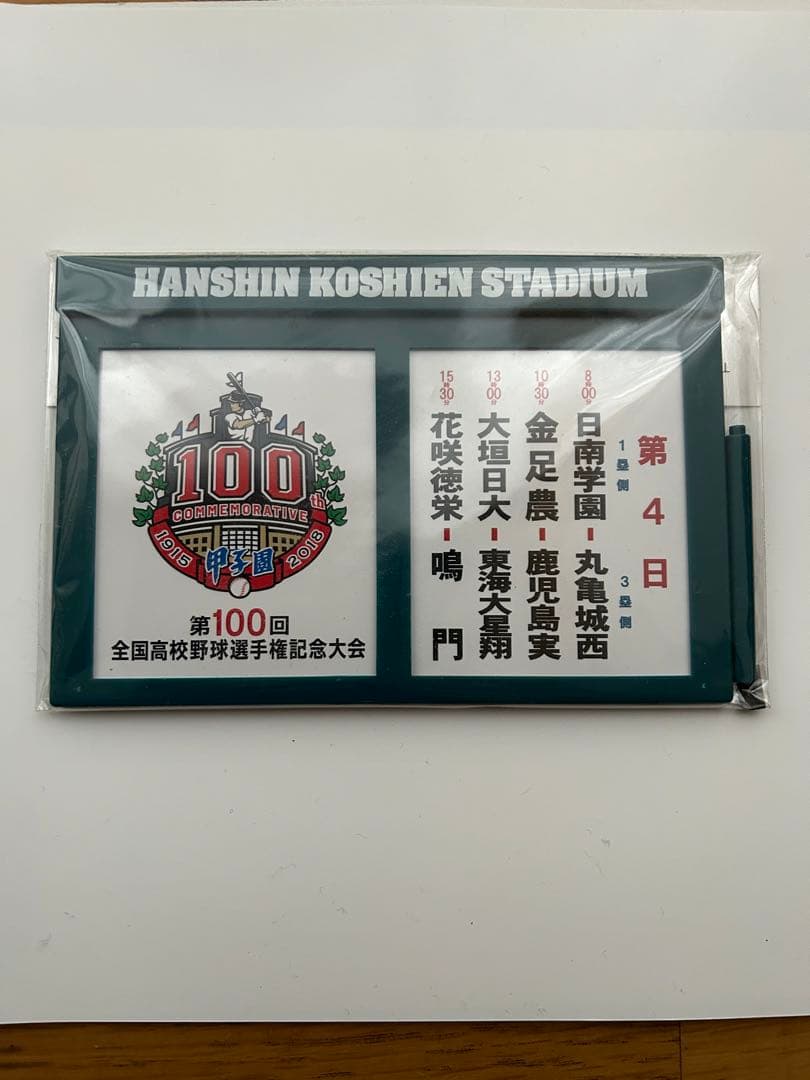 HANSHIN KOSHIEN STADIUM
100th
COMMEMORATIVE
1915 甲子園 2018
第100回
全国高校野球選手権記念大会
第4日
1塁側 3塁側
8時00分 日南学園-丸亀城西
10時30分 金足農-鹿児島実
13時00分 大垣日大-東海大星翔
15時30分 花咲徳栄-鳴門